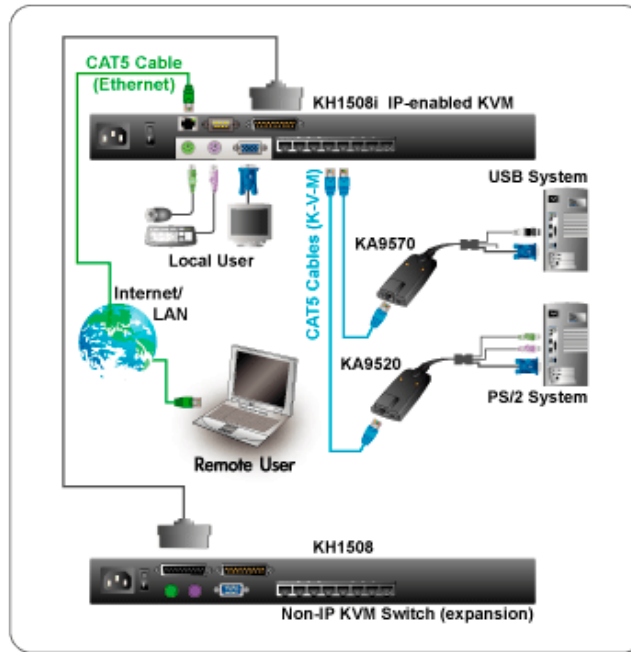 CAT5 Cable
(Ethernet)
KH1508i IP-enabled KVM
USB System
Local User
CAT5 Cables (K-V-M)
KA9570
Internet/
LAN
KA9520
PS/2 System
Remote User
KH1508
Non-IP KVM Switch (expansion)